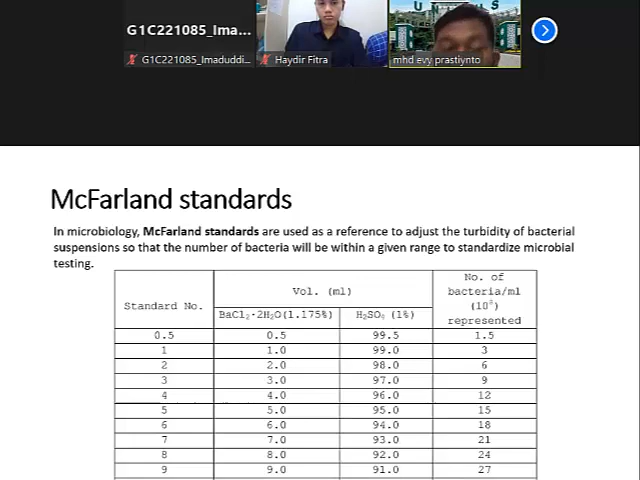 G1C221085_Ima...
G1C221085_Imaduddi...
Haydir Fitra
mhd evy prastiynto
McFarland standards
In microbiology, McFarland standards are used as a reference to adjust the turbidity of bacterial
suspensions so that the number of bacteria will be within a given range to standardize microbial
testing.
Standard No. Vol. (ml) No. of bacteria/ml (10⁸) represented
BaCl₂·2H₂O(1.175%) H₂SO₄ (1%)
0.5 0.5 99.5 1.5
1 1.0 99.0 3
2 2.0 98.0 6
3 3.0 97.0 9
4 4.0 96.0 12
5 5.0 95.0 15
6 6.0 94.0 18
7 7.0 93.0 21
8 8.0 92.0 24
9 9.0 91.0 27